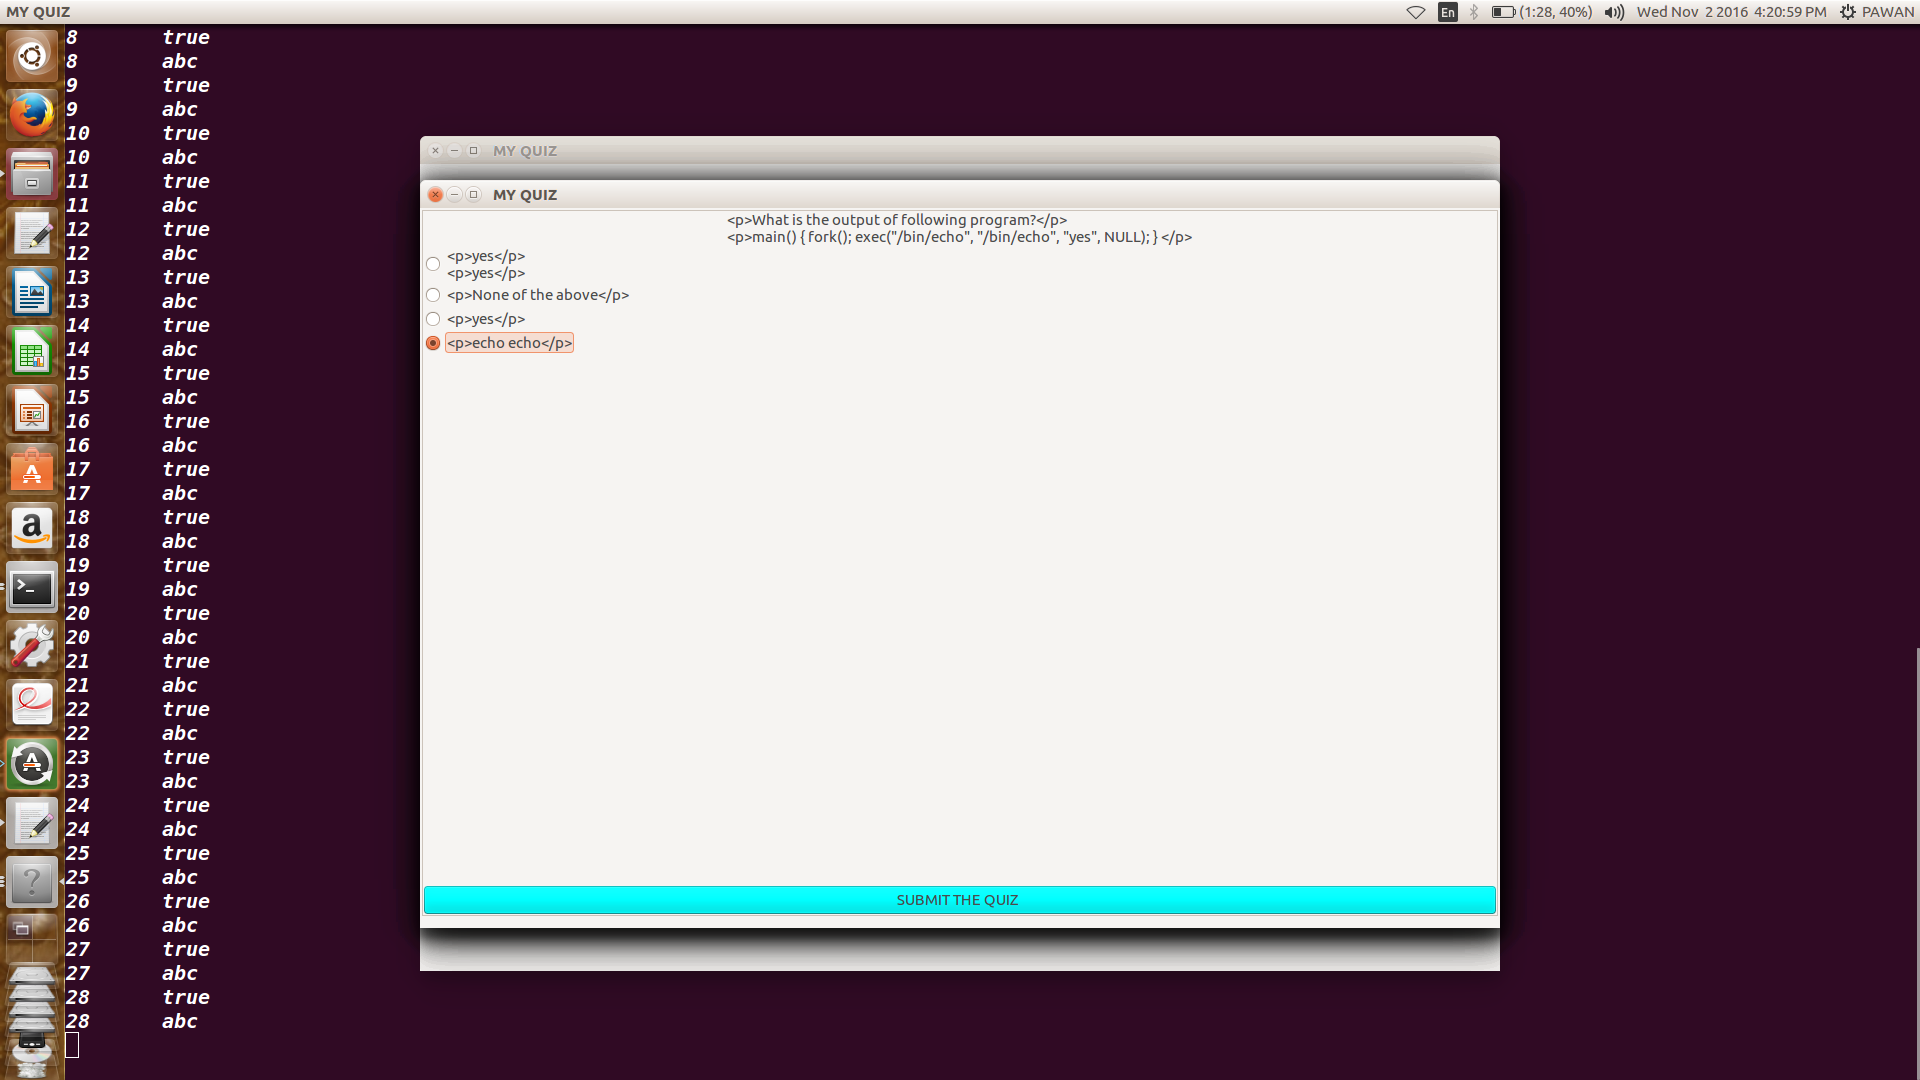 MY QUIZ
En
(1:28, 40%)
Wed Nov 2 2016 4:20:59 PM
PAWAN
8 true
8 abc
9 true
9 abc
10 true
10 abc
11 true
11 abc
12 true
12 abc
13 true
13 abc
14 true
14 abc
15 true
15 abc
16 true
16 abc
17 true
17 abc
18 true
18 abc
19 true
19 abc
20 true
20 abc
21 true
21 abc
22 true
22 abc
23 true
23 abc
24 true
24 abc
25 true
25 abc
26 true
26 abc
27 true
27 abc
28 true
28 abc
MY QUIZ
MY QUIZ
<p>What is the output of following program?</p>
<p>main() { fork(); exec("/bin/echo", "/bin/echo", "yes", NULL); } </p>
<p>yes</p>
<p>yes</p>
<p>None of the above</p>
<p>yes</p>
<p>echo echo</p>
SUBMIT THE QUIZ